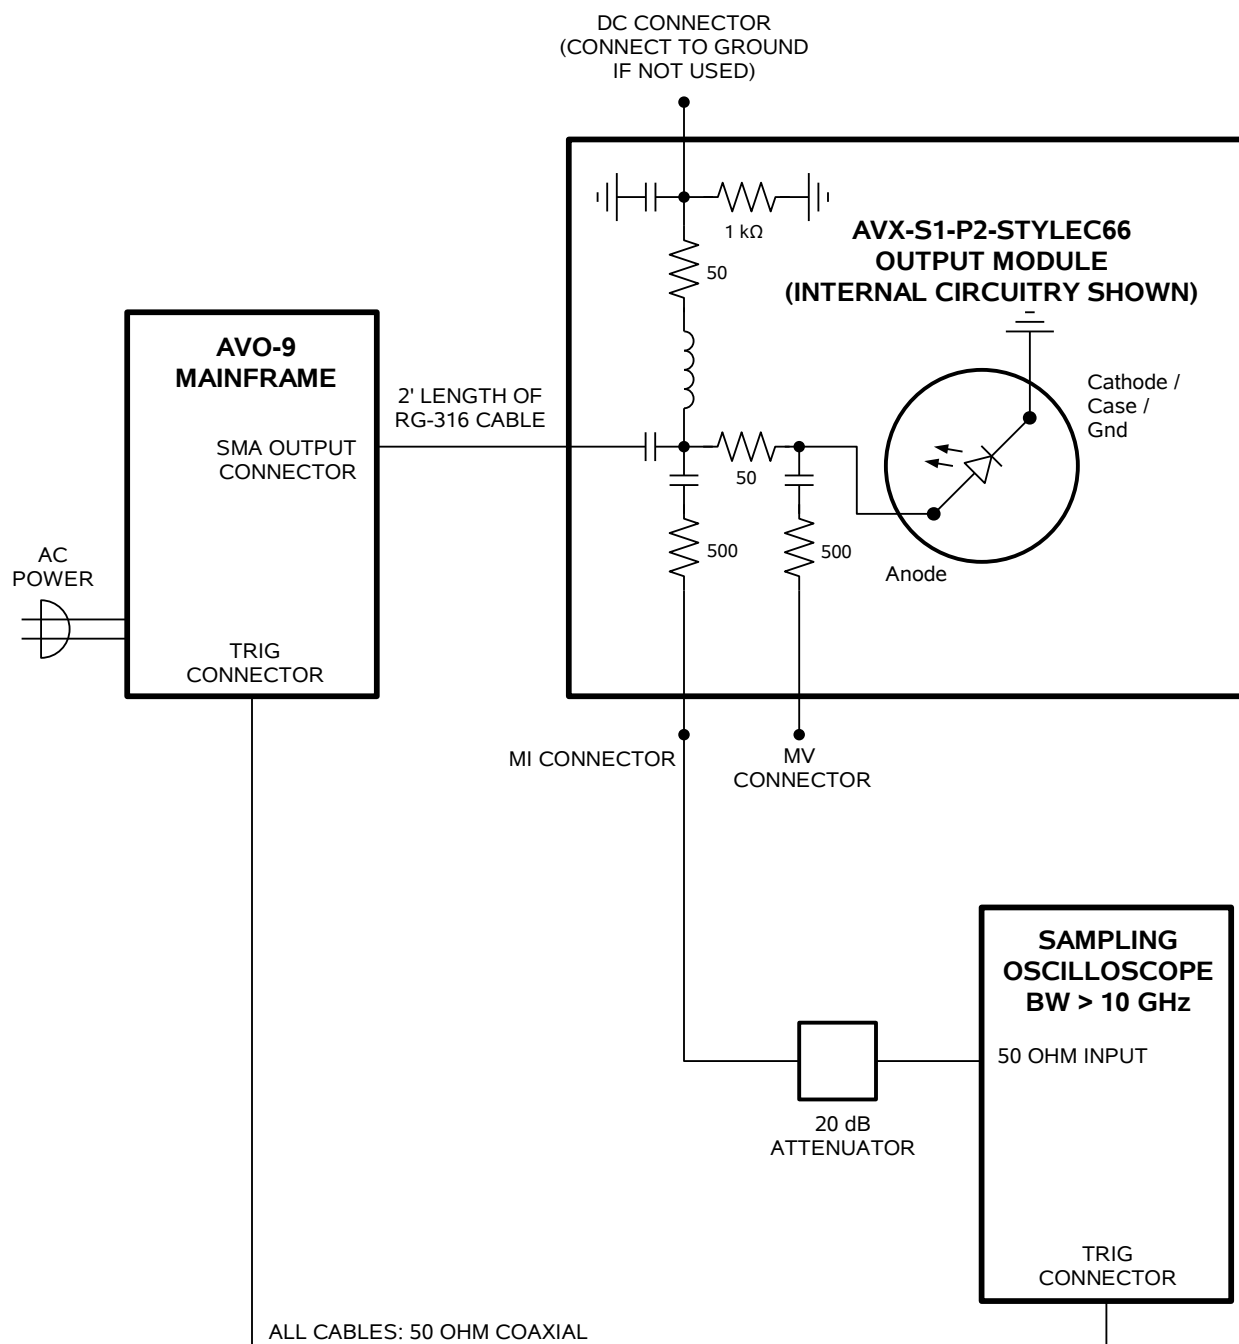 DC CONNECTOR
(CONNECT TO GROUND
IF NOT USED)
1 kΩ
50
AVX-S1-P2-STYLEC66
OUTPUT MODULE
(INTERNAL CIRCUITRY SHOWN)
AVO-9
MAINFRAME
SMA OUTPUT
CONNECTOR
2' LENGTH OF
RG-316 CABLE
50
500
500
Cathode /
Case /
Gnd
Anode
AC
POWER
TRIG
CONNECTOR
MI CONNECTOR
MV
CONNECTOR
SAMPLING
OSCILLOSCOPE
BW > 10 GHz
50 OHM INPUT
20 dB
ATTENUATOR
TRIG
CONNECTOR
ALL CABLES: 50 OHM COAXIAL